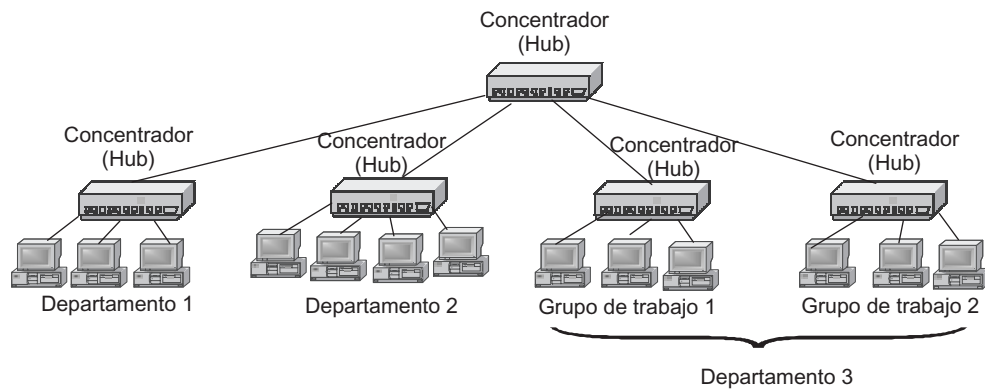 Concentrador
(Hub)
Concentrador
(Hub)
Concentrador
(Hub)
Concentrador
(Hub)
Concentrador
(Hub)
Departamento 1
Departamento 2
Grupo de trabajo 1
Grupo de trabajo 2
Departamento 3